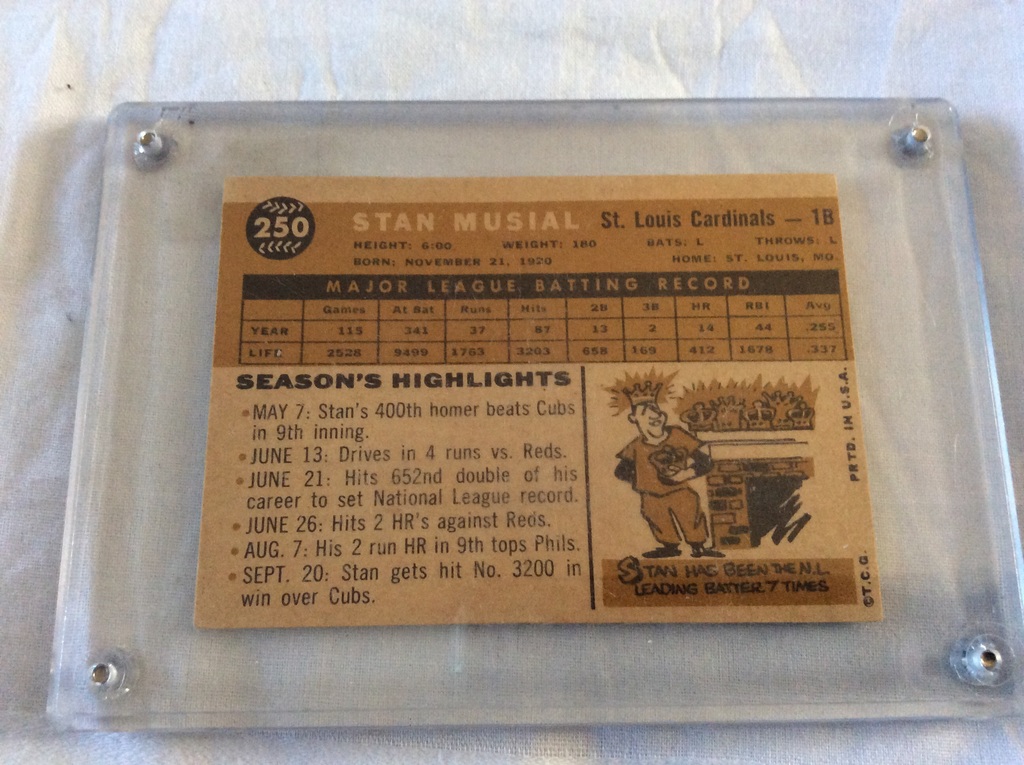 250
STAN MUSIAL St. Louis Cardinals — 1B
HEIGHT: 6:00 WEIGHT: 180 BATS: L THROWS: L
BORN: NOVEMBER 21, 1920 HOME: ST. LOUIS, MO.
MAJOR LEAGUE BATTING RECORD
Games At Bat Runs Hits 2B 3B HR RBI Avg
YEAR 115 341 37 87 13 2 14 44 .255
LIFE 2528 9499 1763 3203 658 169 412 1678 .337
SEASON'S HIGHLIGHTS
• MAY 7: Stan's 400th homer beats Cubs
in 9th inning.
• JUNE 13: Drives in 4 runs vs. Reds.
• JUNE 21: Hits 652nd double of his
career to set National League record.
• JUNE 26: Hits 2 HR's against Reds.
• AUG. 7: His 2 run HR in 9th tops Phils.
• SEPT. 20: Stan gets hit No. 3200 in
win over Cubs.
STAN HAS BEEN THE N.L.
LEADING BATTER 7 TIMES
©T.C.G. PRTD. IN U.S.A.